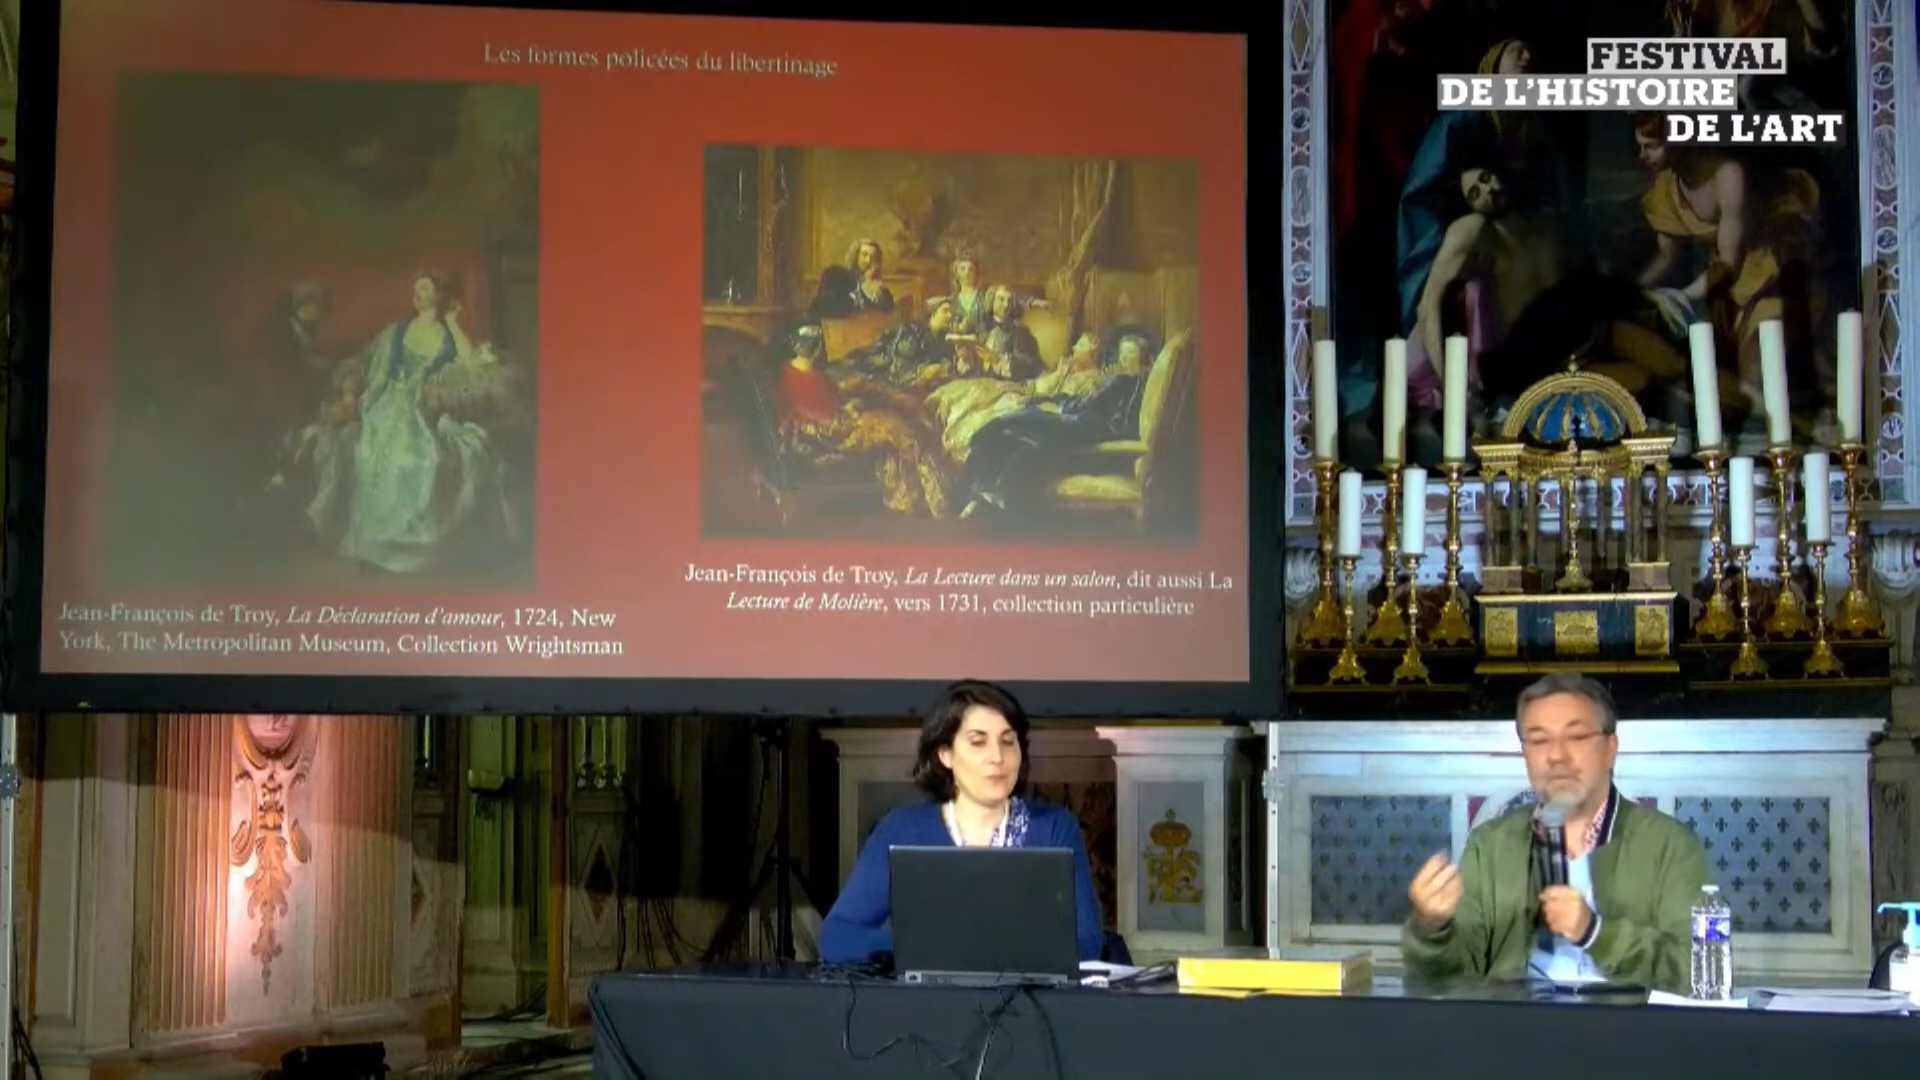 Les formes policées du libertinage
FESTIVAL
DE L'HISTOIRE
DE L'ART
Jean-François de Troy, La Lecture dans un salon, dit aussi La
Lecture de Molière, vers 1731, collection particulière
Jean-François de Troy, La Déclaration d'amour, 1724, New
York, The Metropolitan Museum, Collection Wrightsman